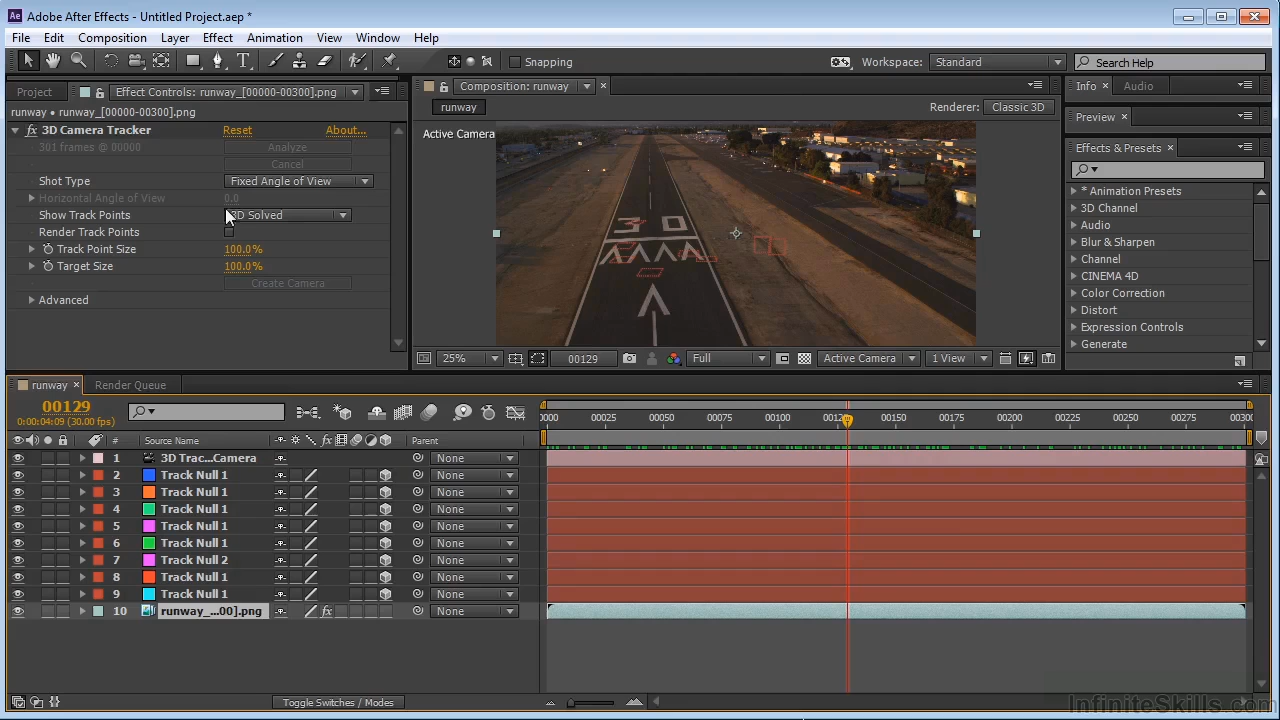 Adobe After Effects - Untitled Project.aep *
File Edit Composition Layer Effect Animation View Window Help
Snapping
Workspace: Standard
Search Help
Project
Effect Controls: runway_[00000-00300].png
Composition: runway
Info
Audio
runway • runway_[00000-00300].png
runway
Renderer: Classic 3D
Preview
fx 3D Camera Tracker Reset About...
301 frames @ 00000 Analyze
Cancel
Shot Type Fixed Angle of View
Horizontal Angle of View 0.0
Show Track Points 3D Solved
Render Track Points
Track Point Size 100.0%
Target Size 100.0%
Create Camera
Advanced
Active Camera
30
25%
00129
Full
Active Camera
1 View
Effects & Presets
* Animation Presets
3D Channel
Audio
Blur & Sharpen
Channel
CINEMA 4D
Color Correction
Distort
Expression Controls
Generate
runway
Render Queue
00129
0:00:04:09 (30.00 fps)
0000 00025 00050 00075 00100 0012 00150 00175 00200 00225 00250 00275 00300
# Source Name fx Parent
1 3D Trac...Camera None
2 Track Null 1 None
3 Track Null 1 None
4 Track Null 1 None
5 Track Null 1 None
6 Track Null 1 None
7 Track Null 2 None
8 Track Null 1 None
9 Track Null 1 None
10 runway_...00].png fx None
Toggle Switches / Modes
InfiniteSkills.com